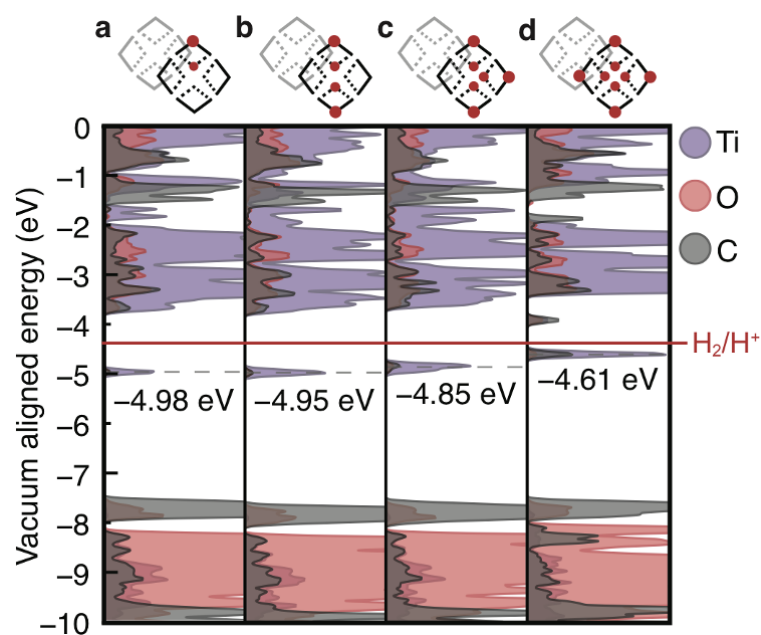 a b c d
Vacuum aligned energy (eV)
0
−1
−2
−3
−4
−5
−6
−7
−8
−9
−10
−4.98 eV
−4.95 eV
−4.85 eV
−4.61 eV
Ti
O
C
H₂/H⁺